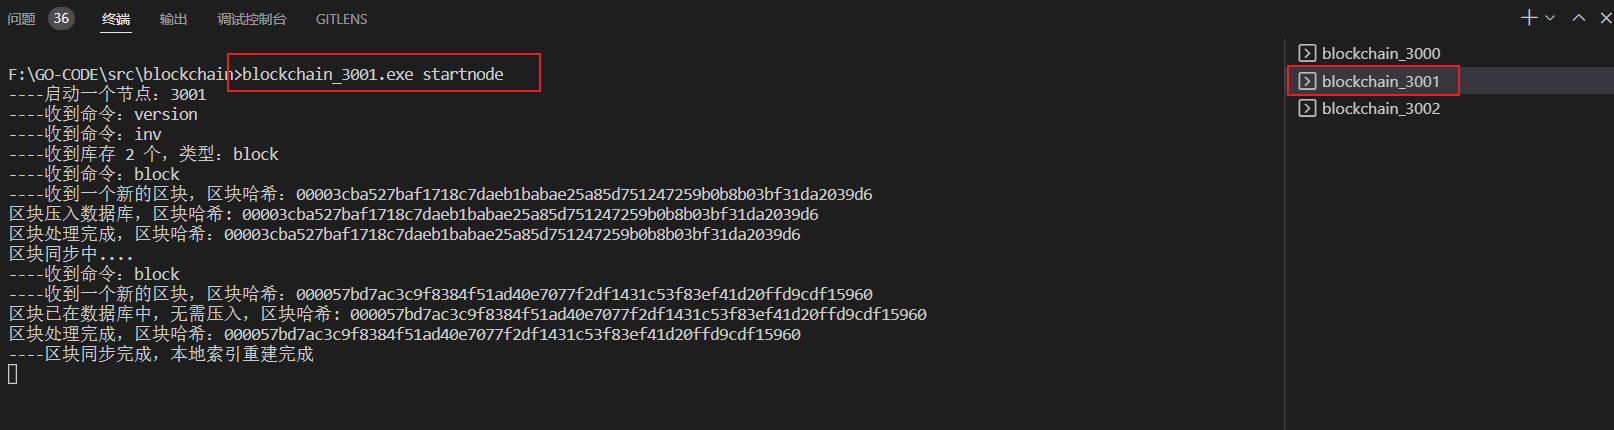 问题 36 终端 输出 调试控制台 GITLENS
F:\GO-CODE\src\blockchain>blockchain_3001.exe startnode
----启动一个节点：3001
----收到命令：version
----收到命令：inv
----收到库存 2 个，类型：block
----收到命令：block
----收到一个新的区块，区块哈希：00003cba527baf1718c7daeb1babae25a85d751247259b0b8b03bf31da2039d6
区块压入数据库，区块哈希: 00003cba527baf1718c7daeb1babae25a85d751247259b0b8b03bf31da2039d6
区块处理完成，区块哈希：00003cba527baf1718c7daeb1babae25a85d751247259b0b8b03bf31da2039d6
区块同步中....
----收到命令：block
----收到一个新的区块，区块哈希：000057bd7ac3c9f8384f51ad40e7077f2df1431c53f83ef41d20ffd9cdf15960
区块已在数据库中，无需压入，区块哈希: 000057bd7ac3c9f8384f51ad40e7077f2df1431c53f83ef41d20ffd9cdf15960
区块处理完成，区块哈希：000057bd7ac3c9f8384f51ad40e7077f2df1431c53f83ef41d20ffd9cdf15960
----区块同步完成，本地索引重建完成
blockchain_3000
blockchain_3001
blockchain_3002